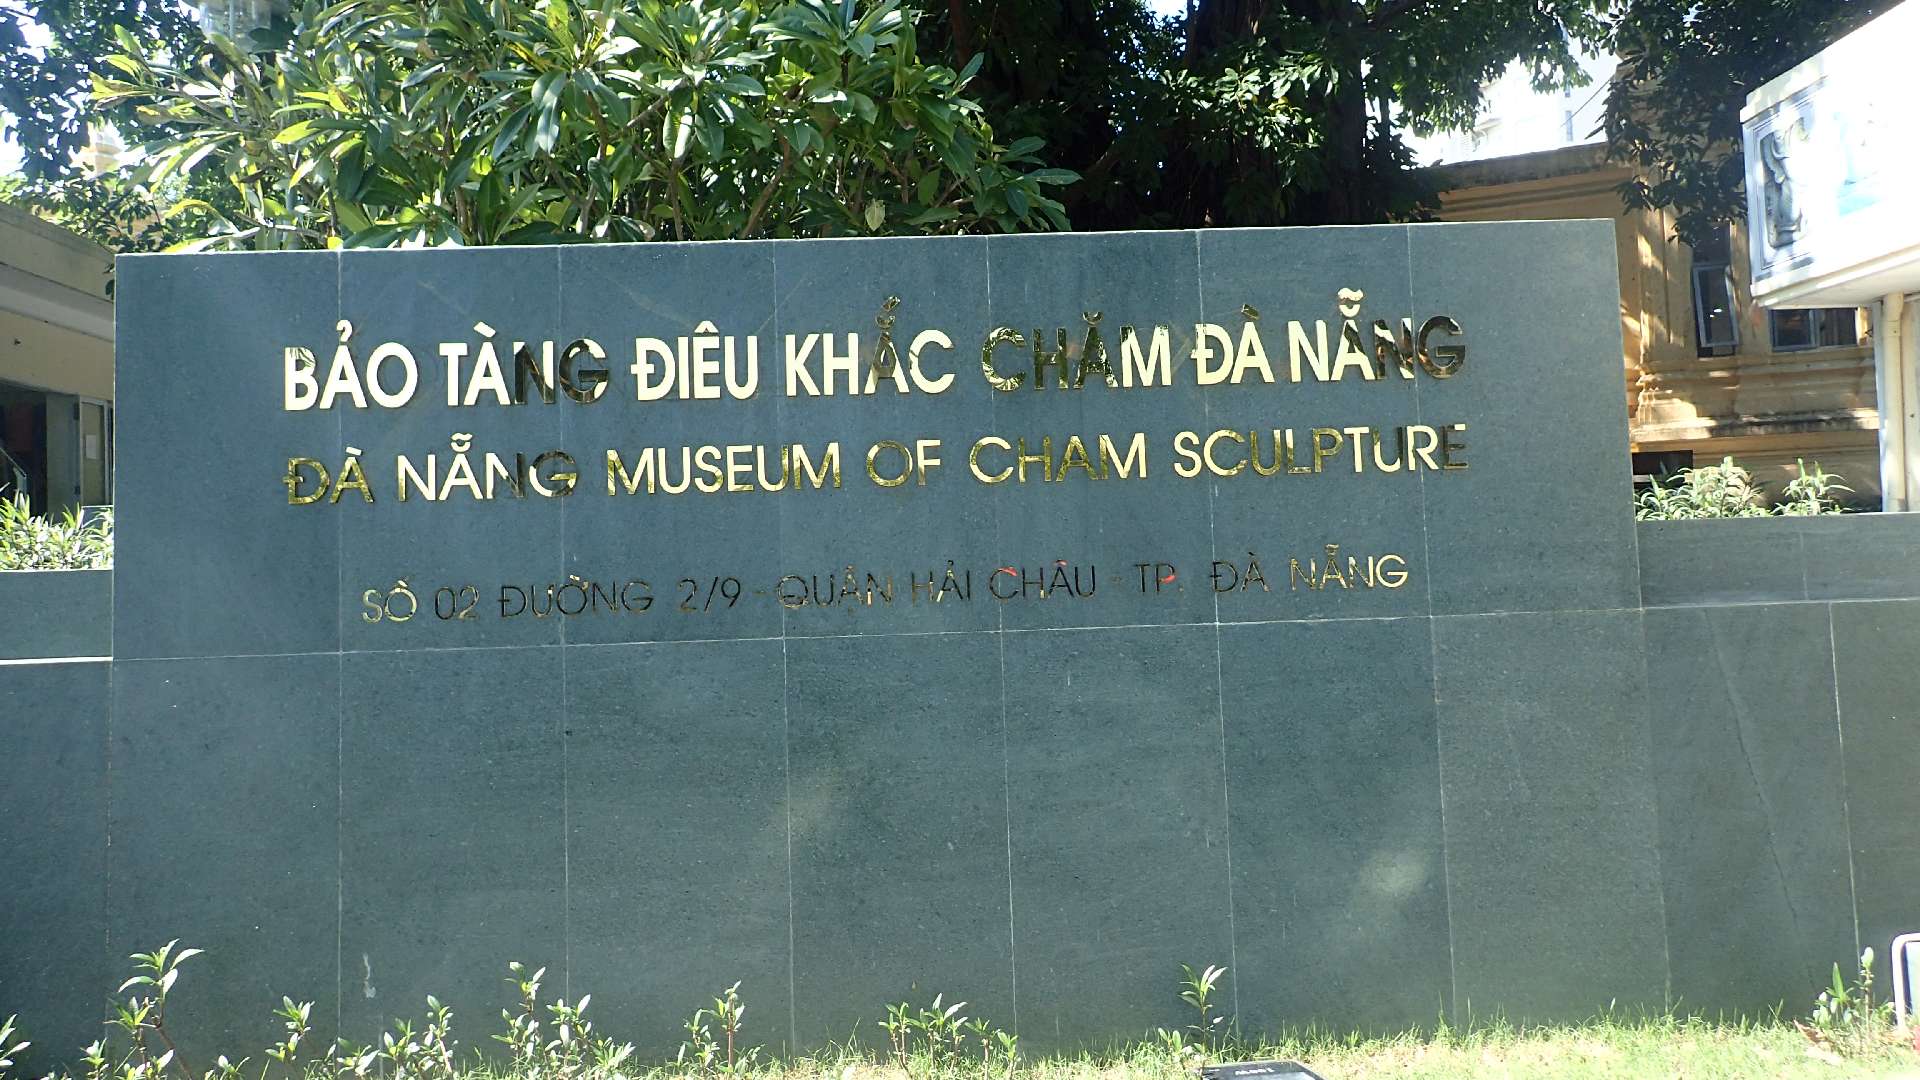 BẢO TÀNG ĐIÊU KHẮC CHĂM ĐÀ NẴNG
ĐÀ NẴNG MUSEUM OF CHAM SCULPTURE
SỐ 02 ĐƯỜNG 2/9 - QUẬN HẢI CHÂU - TP. ĐÀ NẴNG